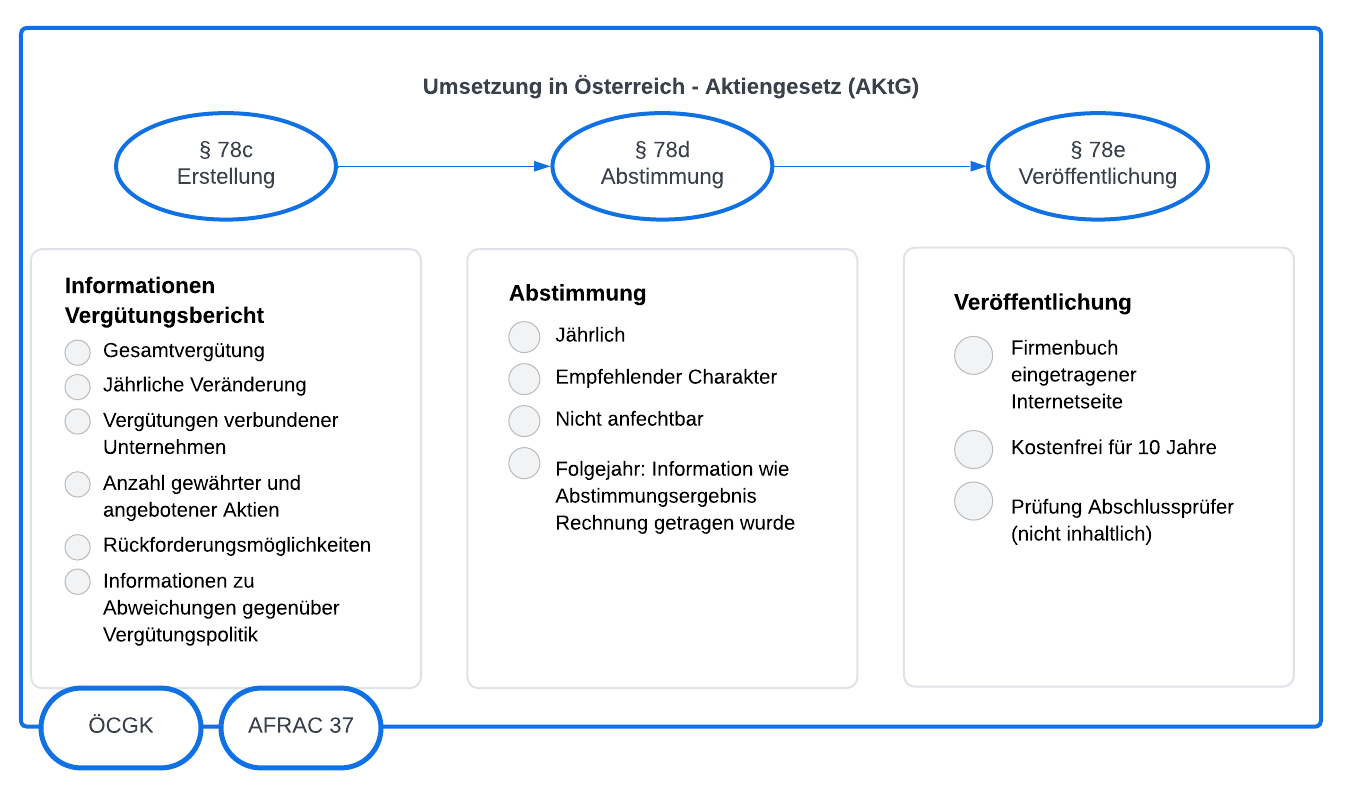 Umsetzung in Österreich - Aktiengesetz (AKtG)
§ 78c
Erstellung
§ 78d
Abstimmung
§ 78e
Veröffentlichung
Informationen
Vergütungsbericht
Gesamtvergütung
Jährliche Veränderung
Vergütungen verbundener
Unternehmen
Anzahl gewährter und
angebotener Aktien
Rückforderungsmöglichkeiten
Informationen zu
Abweichungen gegenüber
Vergütungspolitik
Abstimmung
Jährlich
Empfehlender Charakter
Nicht anfechtbar
Folgejahr: Information wie
Abstimmungsergebnis
Rechnung getragen wurde
Veröffentlichung
Firmenbuch
eingetragener
Internetseite
Kostenfrei für 10 Jahre
Prüfung Abschlussprüfer
(nicht inhaltlich)
ÖCGK
AFRAC 37